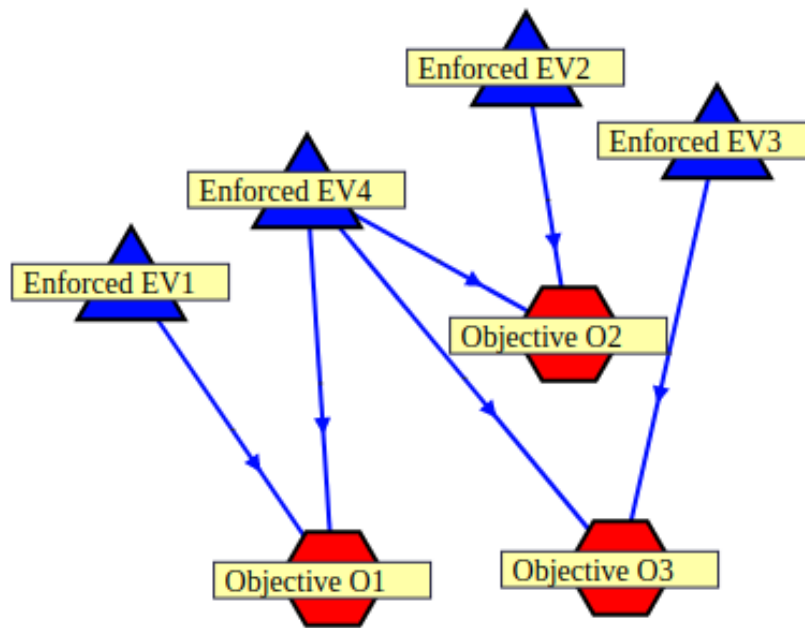 Enforced EV2
Enforced EV3
Enforced EV4
Enforced EV1
Objective O2
Objective O3
Objective O1